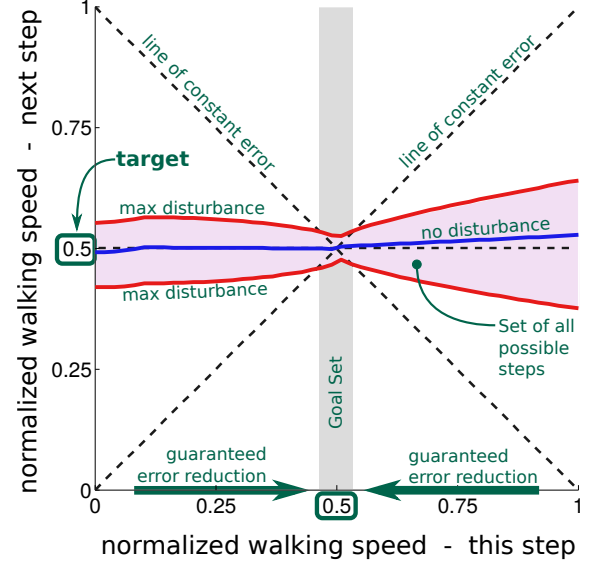 normalized walking speed - next step
1
0.75
0.5
0.25
0
target
line of constant error
line of constant error
max disturbance
no disturbance
max disturbance
Set of all
possible
steps
Goal Set
guaranteed
error reduction
guaranteed
error reduction
0
0.25
0.5
0.75
1
normalized walking speed - this step